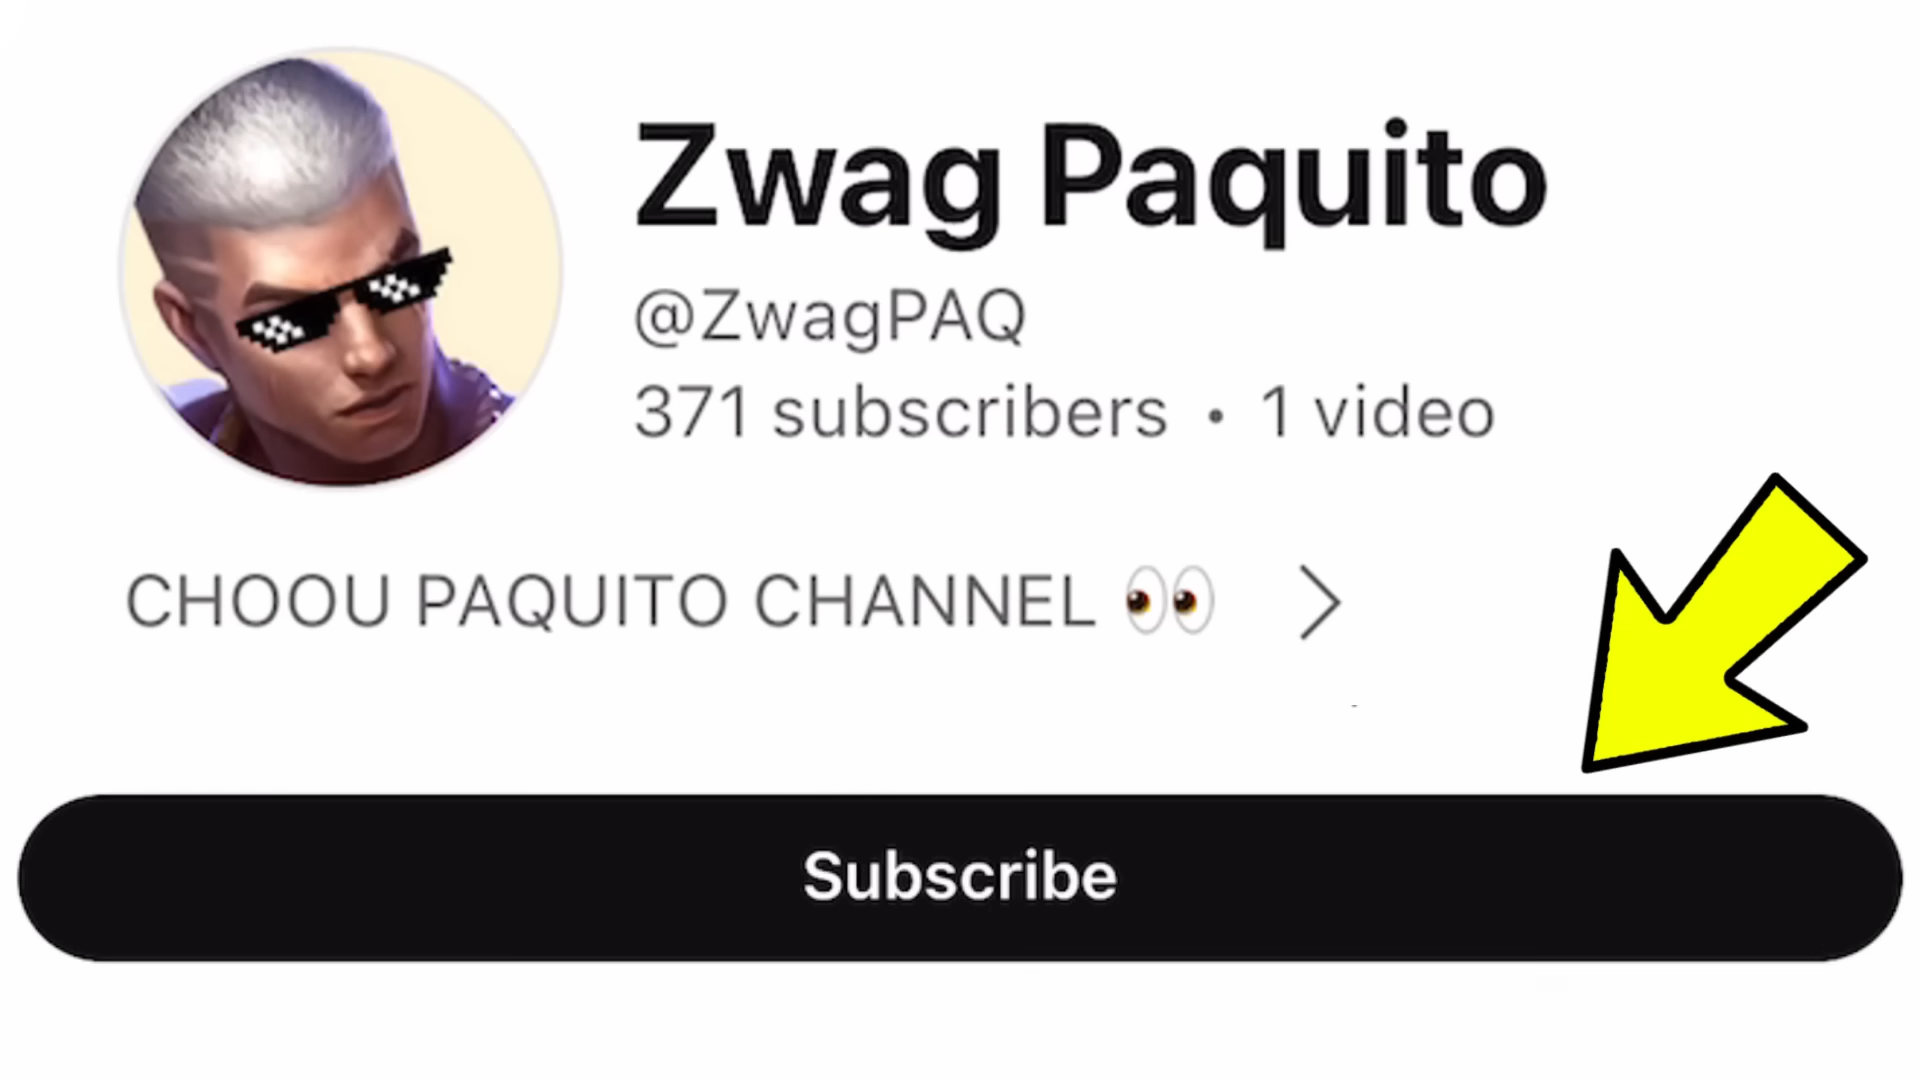 Zwag Paquito
@ZwagPAQ
371 subscribers • 1 video
CHOOU PAQUITO CHANNEL 👀 >
Subscribe